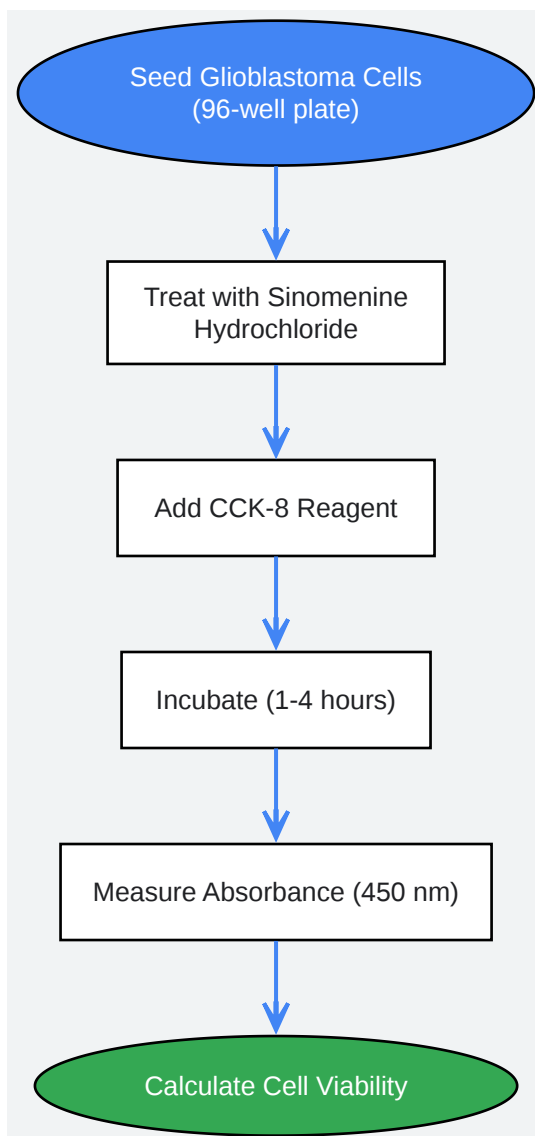 Seed Glioblastoma Cells
(96-well plate)
Treat with Sinomenine
Hydrochloride
Add CCK-8 Reagent
Incubate (1-4 hours)
Measure Absorbance (450 nm)
Calculate Cell Viability